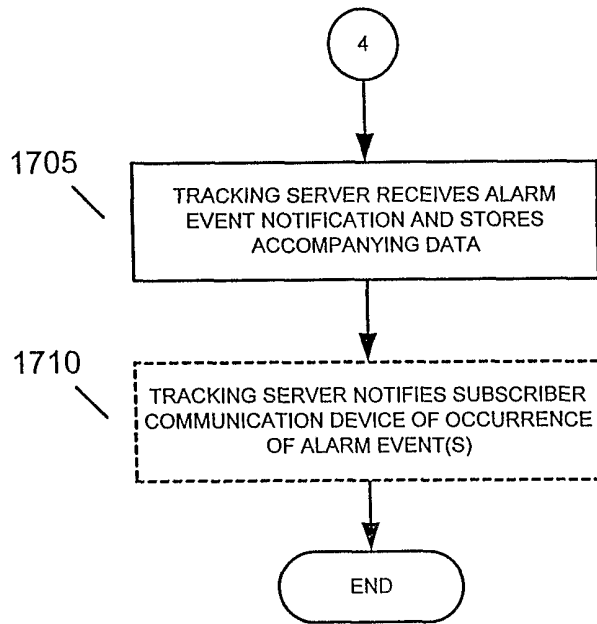 4
1705
TRACKING SERVER RECEIVES ALARM
EVENT NOTIFICATION AND STORES
ACCOMPANYING DATA
1710
TRACKING SERVER NOTIFIES SUBSCRIBER
COMMUNICATION DEVICE OF OCCURRENCE
OF ALARM EVENT(S)
END